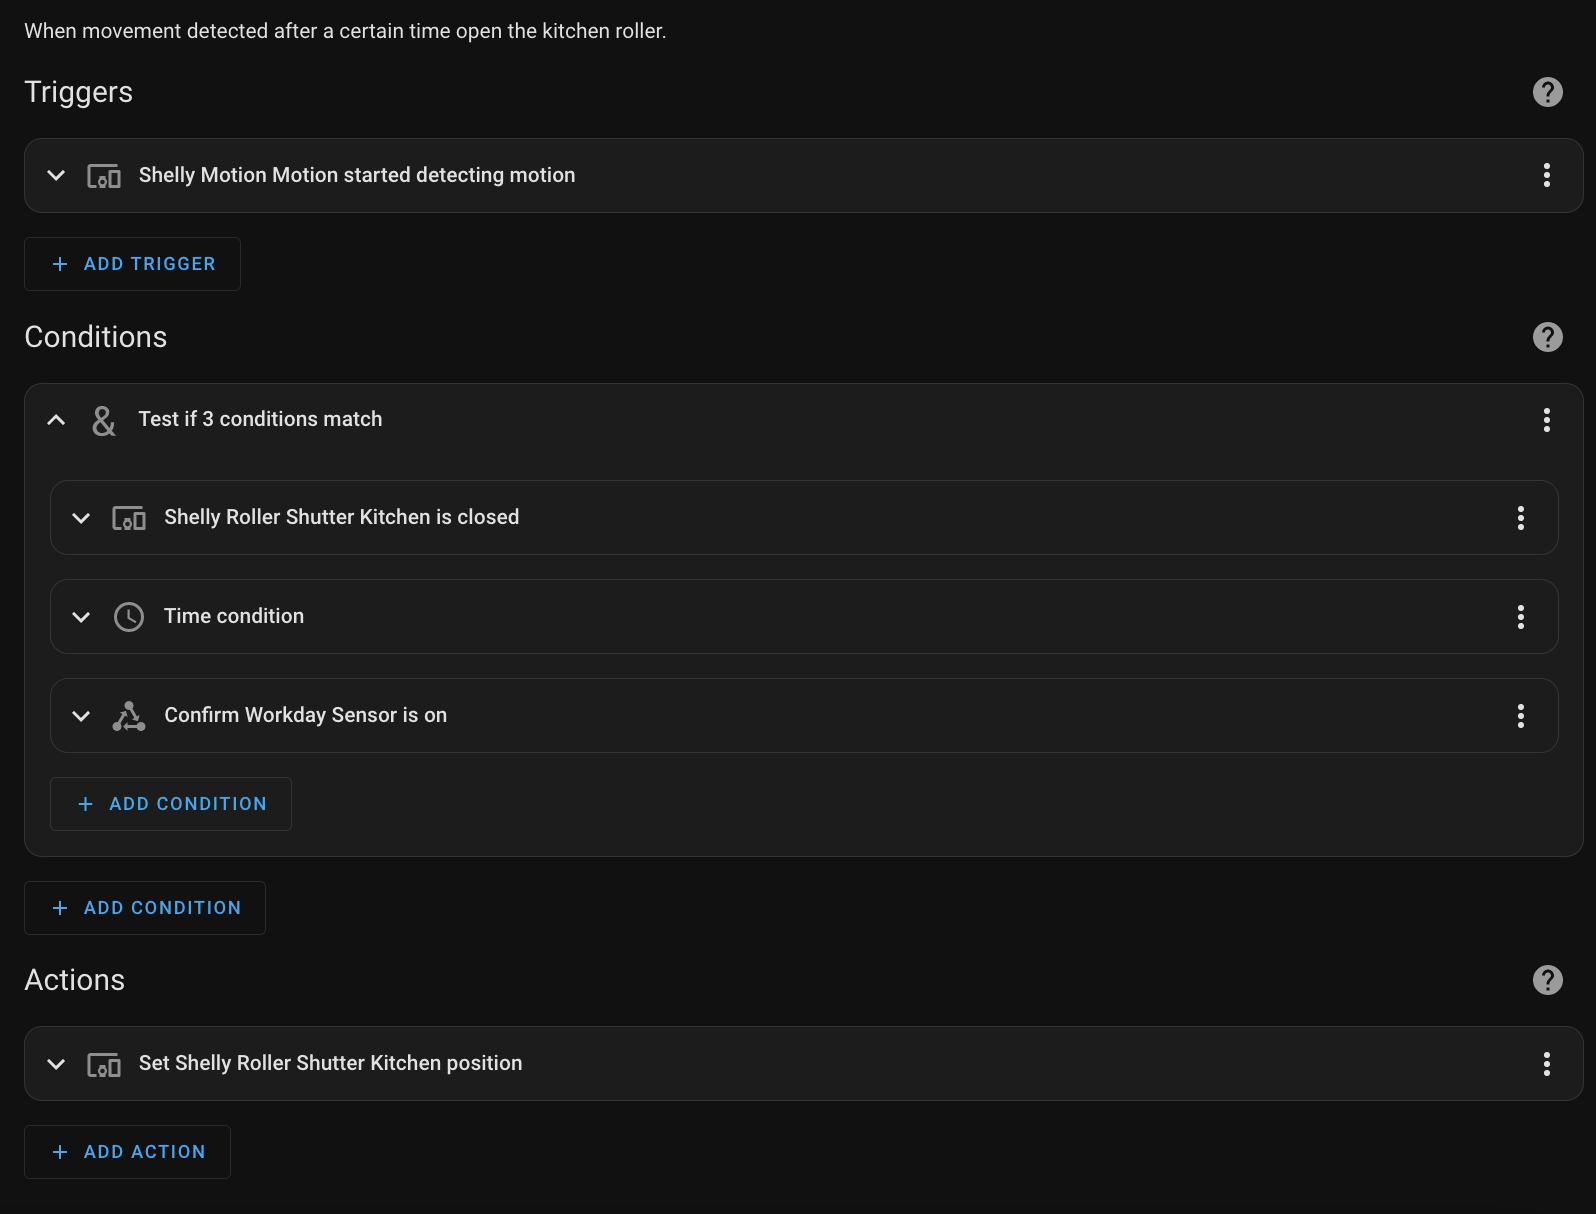 When movement detected after a certain time open the kitchen roller.
Triggers
Shelly Motion Motion started detecting motion
ADD TRIGGER
Conditions
Test if 3 conditions match
Shelly Roller Shutter Kitchen is closed
Time condition
Confirm Workday Sensor is on
ADD CONDITION
ADD CONDITION
Actions
Set Shelly Roller Shutter Kitchen position
ADD ACTION